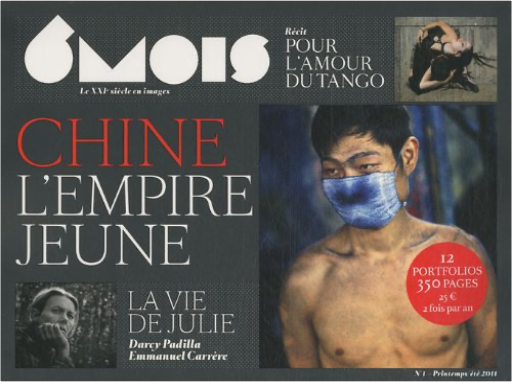 6MOIS
Le XXIe siècle en images
Récit
POUR
L'AMOUR
DU TANGO
CHINE
L'EMPIRE
JEUNE
12
PORTFOLIOS
350 PAGES
25 €
2 fois par an
LA VIE
DE JULIE
Darcy Padilla
Emmanuel Carrère
N°1 - Printemps/été 2011